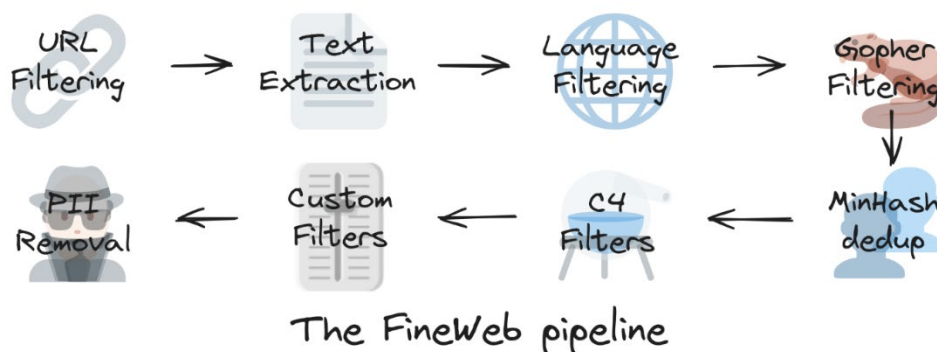 URL
Filtering
Text
Extraction
Language
Filtering
Gopher
Filtering
MinHash
dedup
C4
Filters
Custom
Filters
PII
Removal
The FineWeb pipeline